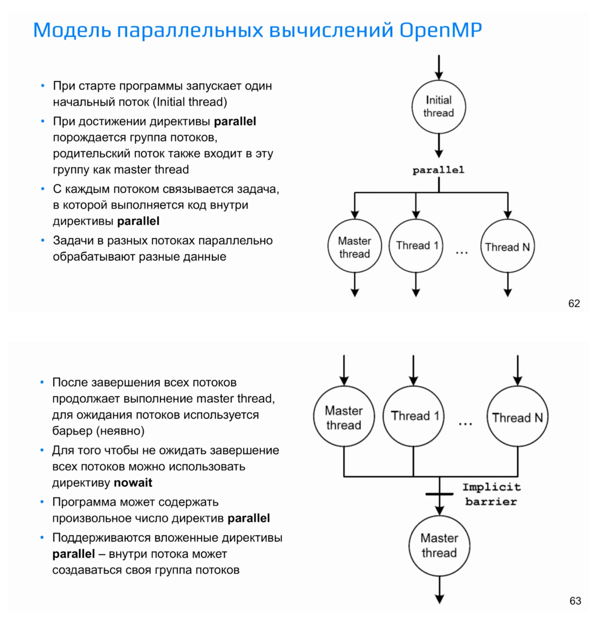 Модель параллельных вычислений OpenMP
• При старте программы запускает один
начальный поток (Initial thread)
• При достижении директивы parallel
порождается группа потоков,
родительский поток также входит в эту
группу как master thread
• С каждым потоком связывается задача,
в которой выполняется код внутри
директивы parallel
• Задачи в разных потоках параллельно
обрабатывают разные данные
Initial
thread
parallel
Master
thread
Thread 1
...
Thread N
62
• После завершения всех потоков
продолжает выполнение master thread,
для ожидания потоков используется
барьер (неявно)
• Для того чтобы не ожидать завершение
всех потоков можно использовать
директиву nowait
• Программа может содержать
произвольное число директив parallel
• Поддерживаются вложенные директивы
parallel – внутри потока может
создаваться своя группа потоков
Master
thread
Thread 1
...
Thread N
Implicit
barrier
Master
thread
63